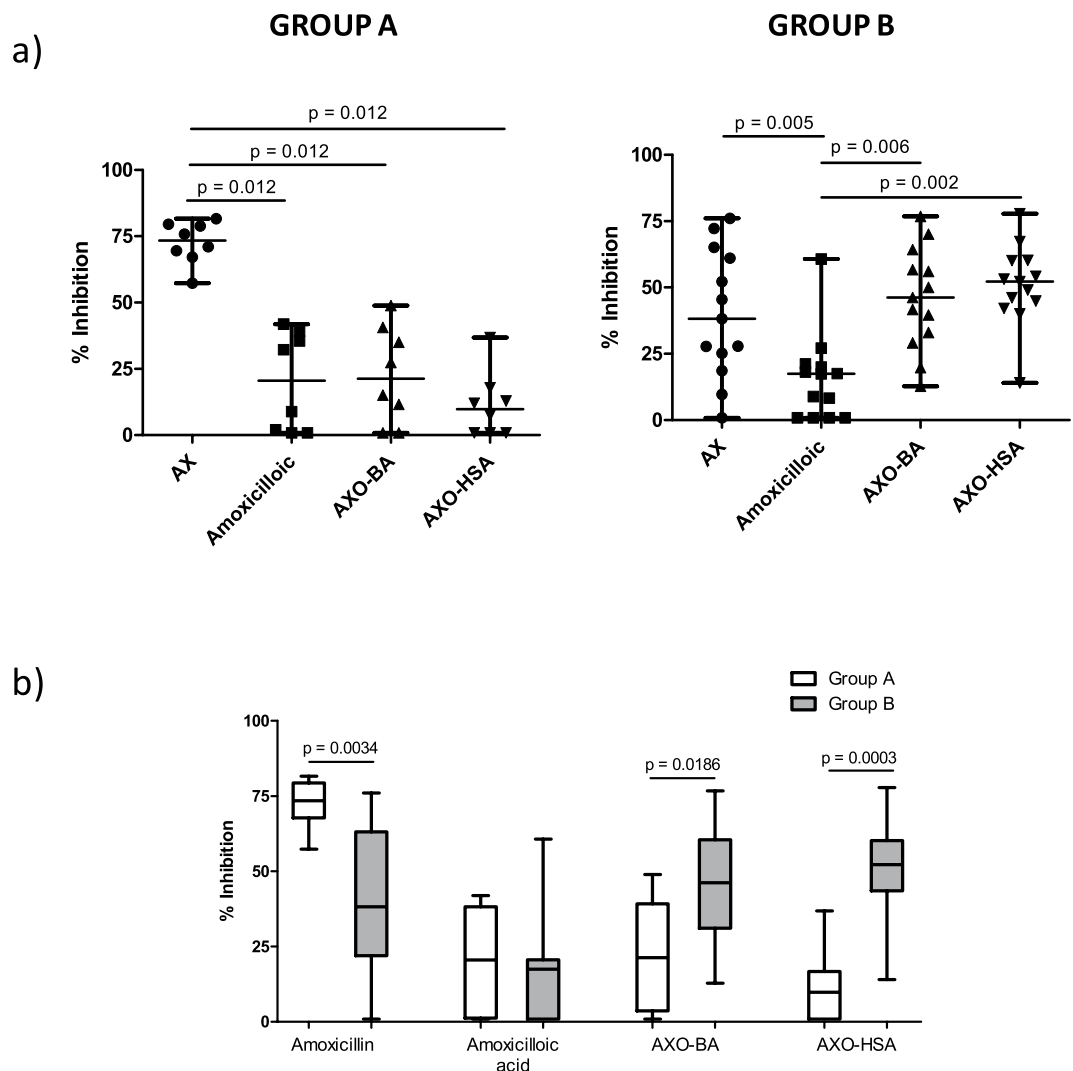 GROUP A
GROUP B
a)
p = 0.012
p = 0.012
p = 0.012
100
75
50
25
0
% Inhibition
AX
Amoxicilloic
AXO-BA
AXO-HSA
p = 0.005
p = 0.006
p = 0.002
100
75
50
25
0
% Inhibition
AX
Amoxicilloic
AXO-BA
AXO-HSA
b)
Group A
Group B
p = 0.0034
p = 0.0186
p = 0.0003
100
75
50
25
0
% Inhibition
Amoxicillin
Amoxicilloic
acid
AXO-BA
AXO-HSA